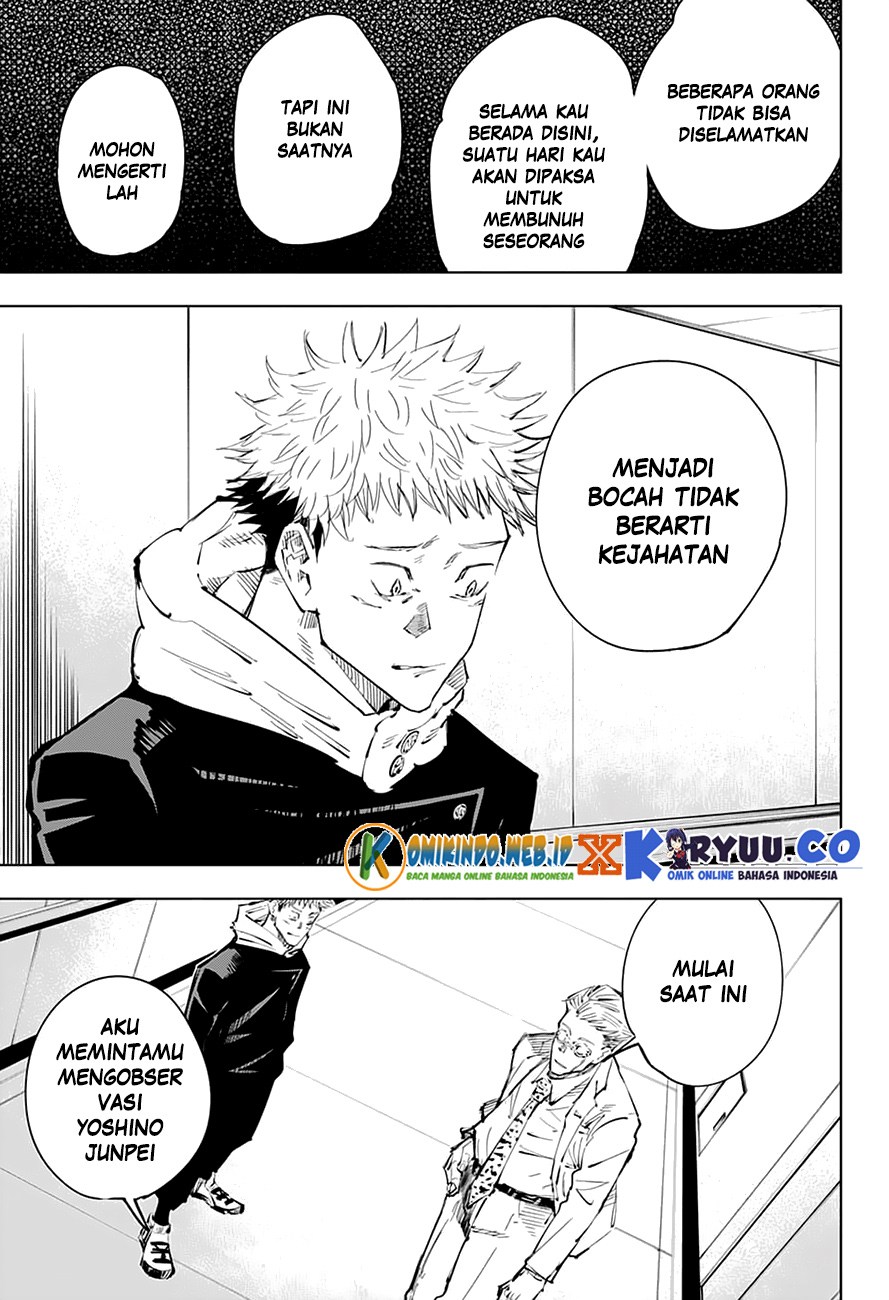 BEBERAPA ORANG
TIDAK BISA
DISELAMATKAN
SELAMA KAU
BERADA DISINI,
SUATU HARI KAU
AKAN DIPAKSA
UNTUK
MEMBUNUH
SESEORANG
TAPI INI
BUKAN
SAATNYA
MOHON
MENGERTI
LAH
MENJADI
BOCAH TIDAK
BERARTI
KEJAHATAN
KOMIKINDO.WEB.ID X KIRYUU.CO
BACA MANGA ONLINE BAHASA INDONESIA
OMIK ONLINE BAHASA INDONESIA
MULAI
SAAT INI
AKU
MEMINTAMU
MENGOBSER
VASI
YOSHINO
JUNPEI